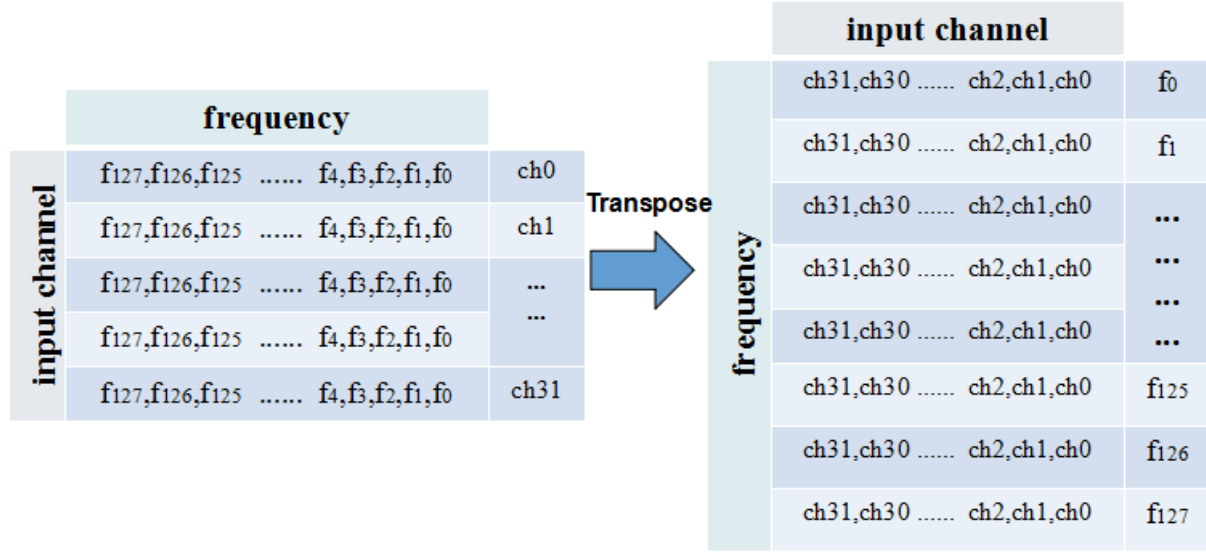 frequency
input channel
f127,f126,f125 ...... f4,f3,f2,f1,f0 ch0
f127,f126,f125 ...... f4,f3,f2,f1,f0 ch1
f127,f126,f125 ...... f4,f3,f2,f1,f0 ...
...
f127,f126,f125 ...... f4,f3,f2,f1,f0
f127,f126,f125 ...... f4,f3,f2,f1,f0 ch31
Transpose
input channel
frequency
ch31,ch30 ...... ch2,ch1,ch0 f0
ch31,ch30 ...... ch2,ch1,ch0 f1
ch31,ch30 ...... ch2,ch1,ch0 ...
ch31,ch30 ...... ch2,ch1,ch0 ...
...
ch31,ch30 ...... ch2,ch1,ch0 ...
ch31,ch30 ...... ch2,ch1,ch0 f125
ch31,ch30 ...... ch2,ch1,ch0 f126
ch31,ch30 ...... ch2,ch1,ch0 f127